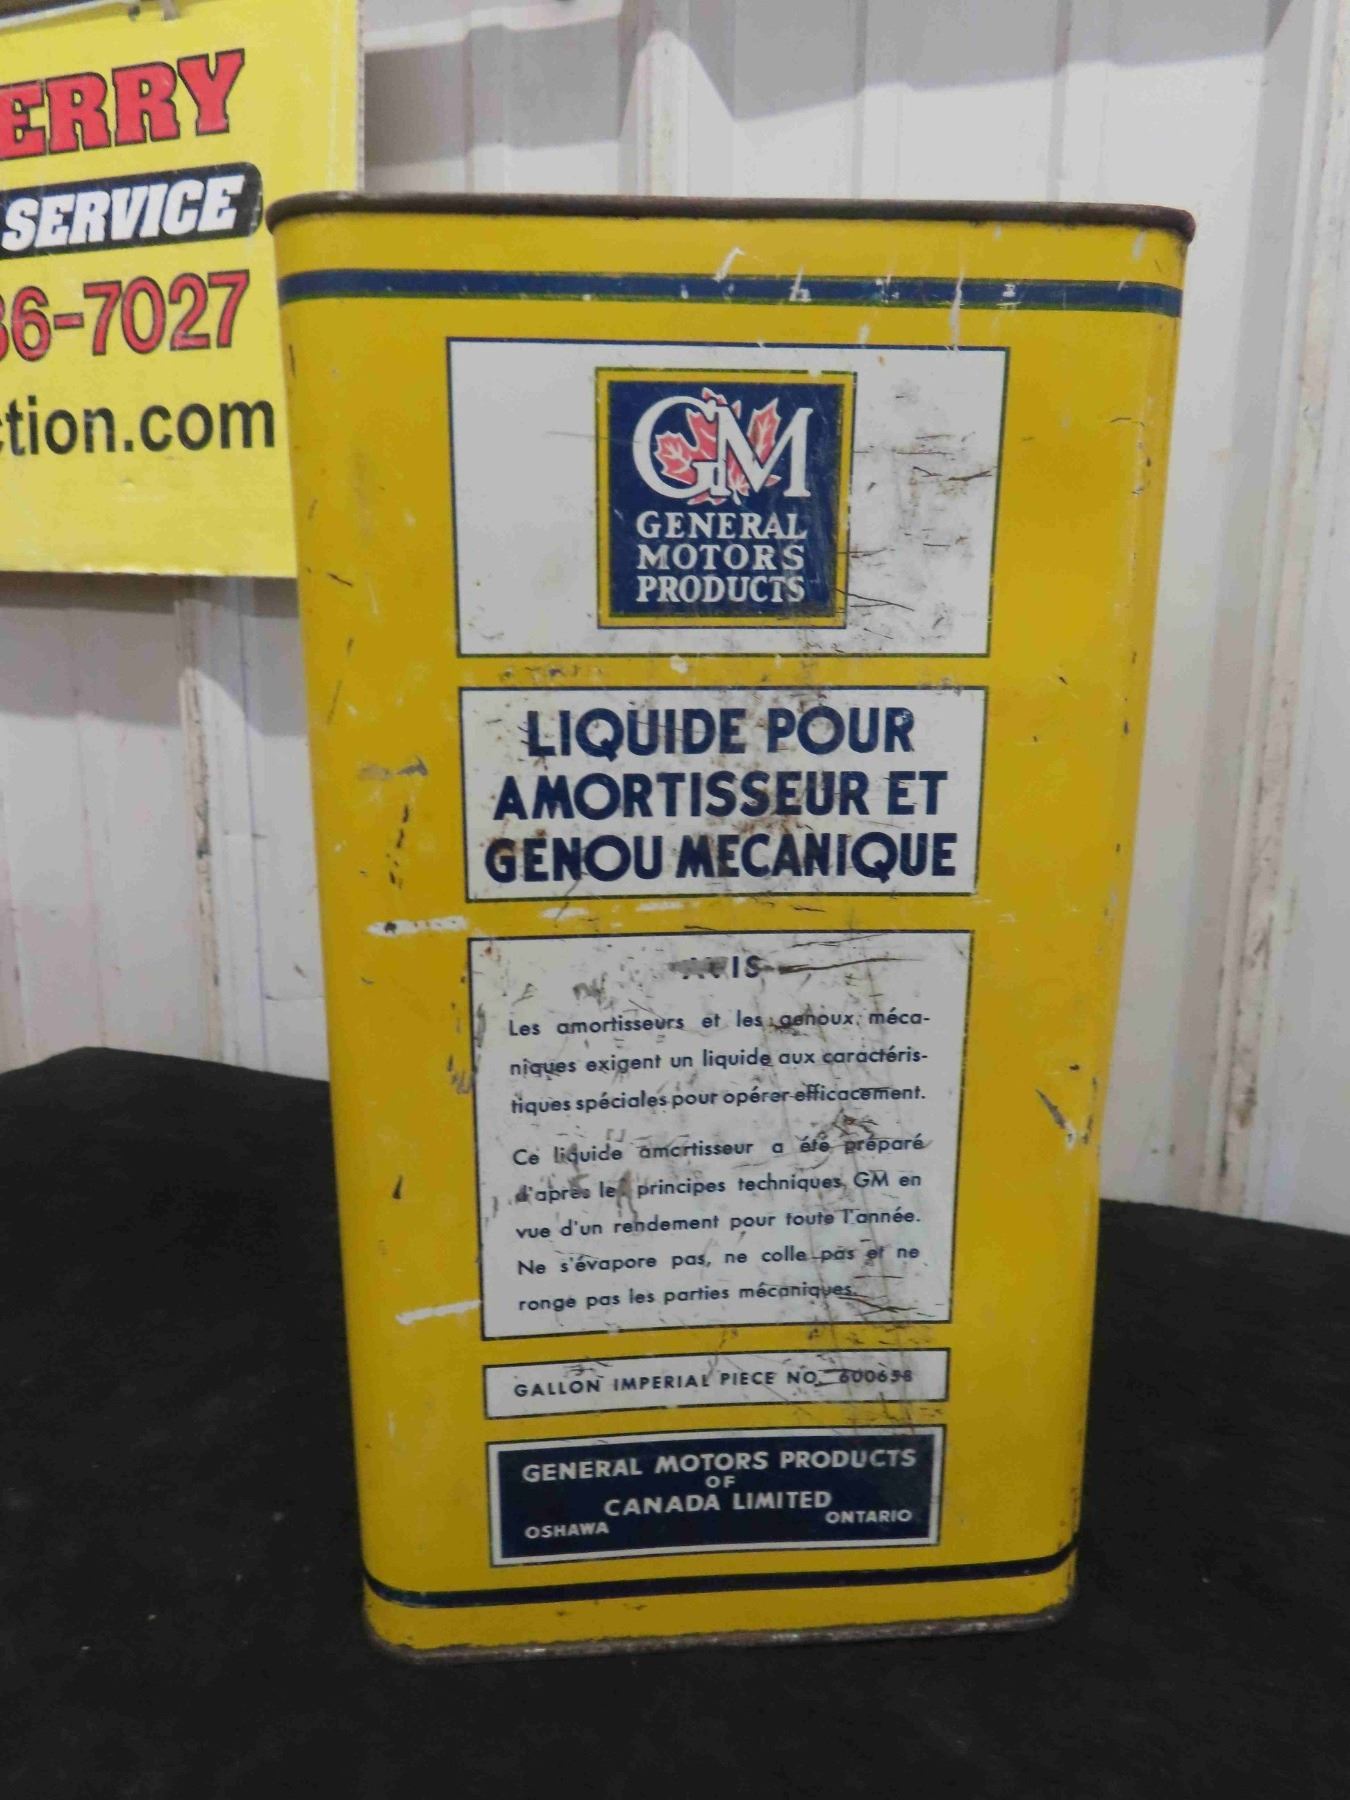 ERRY
SERVICE
36-7027
ction.com
GM
GENERAL
MOTORS
PRODUCTS
LIQUIDE POUR
AMORTISSEUR ET
GENOU MECANIQUE
Les amortisseurs et les genoux méca-
niques exigent un liquide aux caractéris-
tiques spéciales pour opérer efficacement.
Ce liquide amortisseur a été préparé
d'après les principes techniques GM en
vue d'un rendement pour toute l'année.
Ne s'évapore pas, ne colle pas et ne
ronge pas les parties mécaniques.
GALLON IMPERIAL PIECE NO. 600658
GENERAL MOTORS PRODUCTS
OF
CANADA LIMITED
OSHAWA ONTARIO